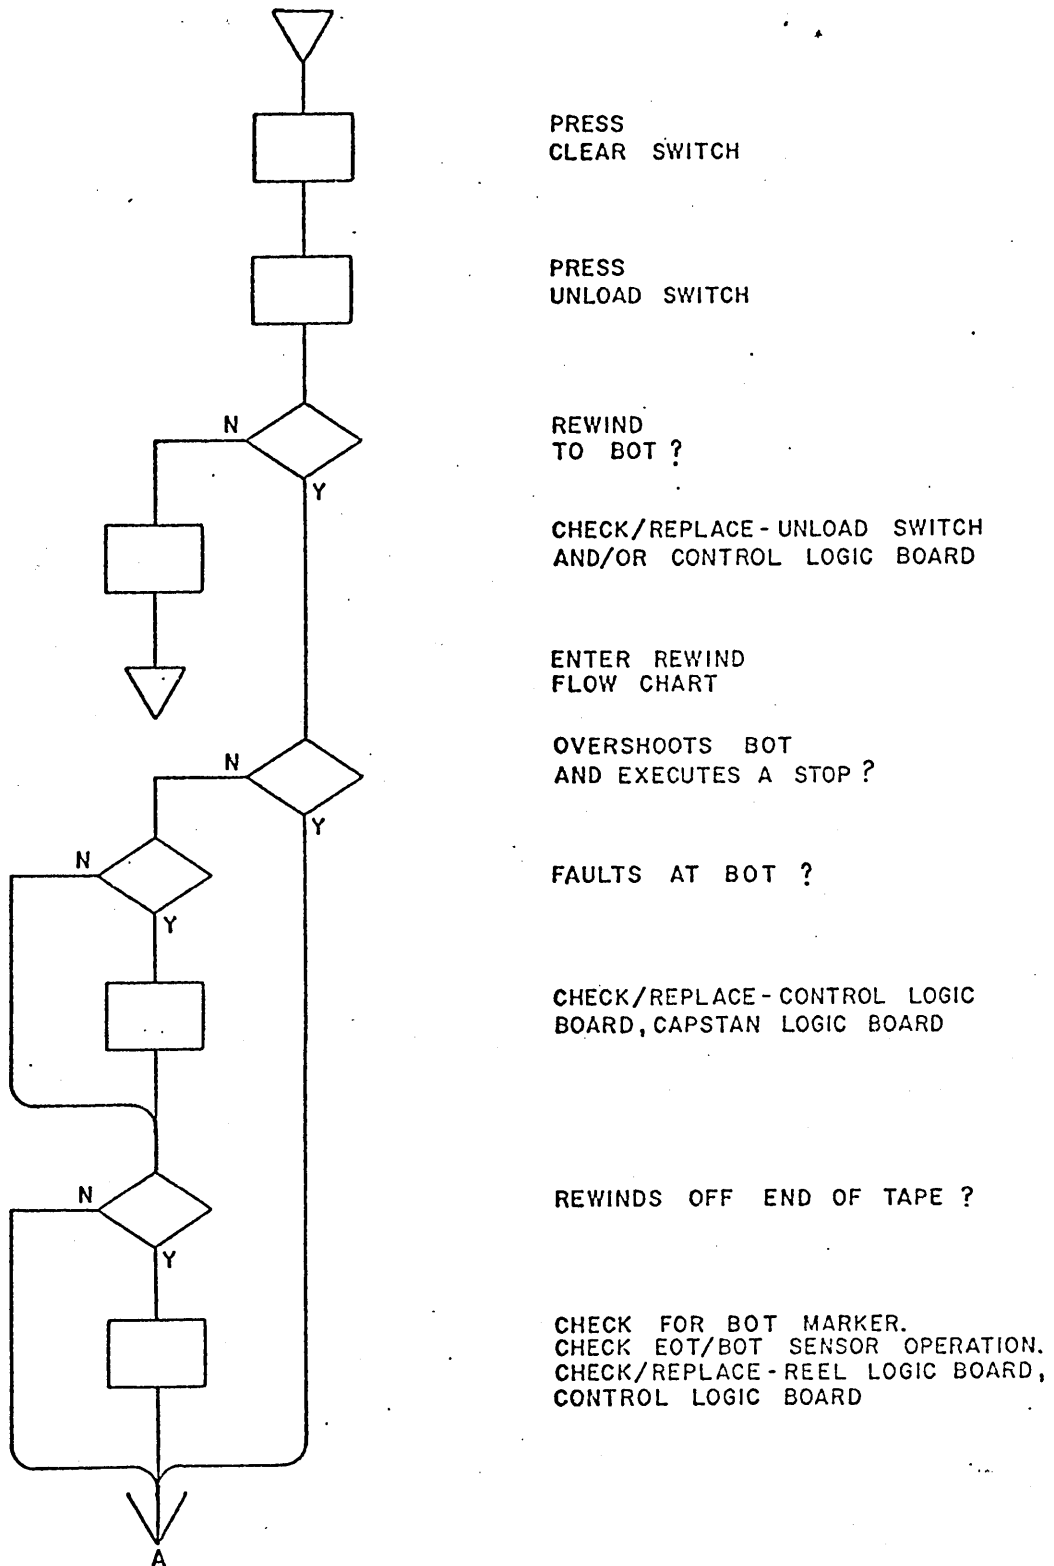 PRESS
CLEAR SWITCH
PRESS
UNLOAD SWITCH
N
REWIND
TO BOT ?
Y
CHECK/REPLACE - UNLOAD SWITCH
AND/OR CONTROL LOGIC BOARD
ENTER REWIND
FLOW CHART
OVERSHOOTS BOT
N
AND EXECUTES A STOP ?
Y
N
FAULTS AT BOT ?
Y
CHECK/REPLACE - CONTROL LOGIC
BOARD, CAPSTAN LOGIC BOARD
N
REWINDS OFF END OF TAPE ?
Y
CHECK FOR BOT MARKER.
CHECK EOT/BOT SENSOR OPERATION.
CHECK/REPLACE - REEL LOGIC BOARD,
CONTROL LOGIC BOARD
A